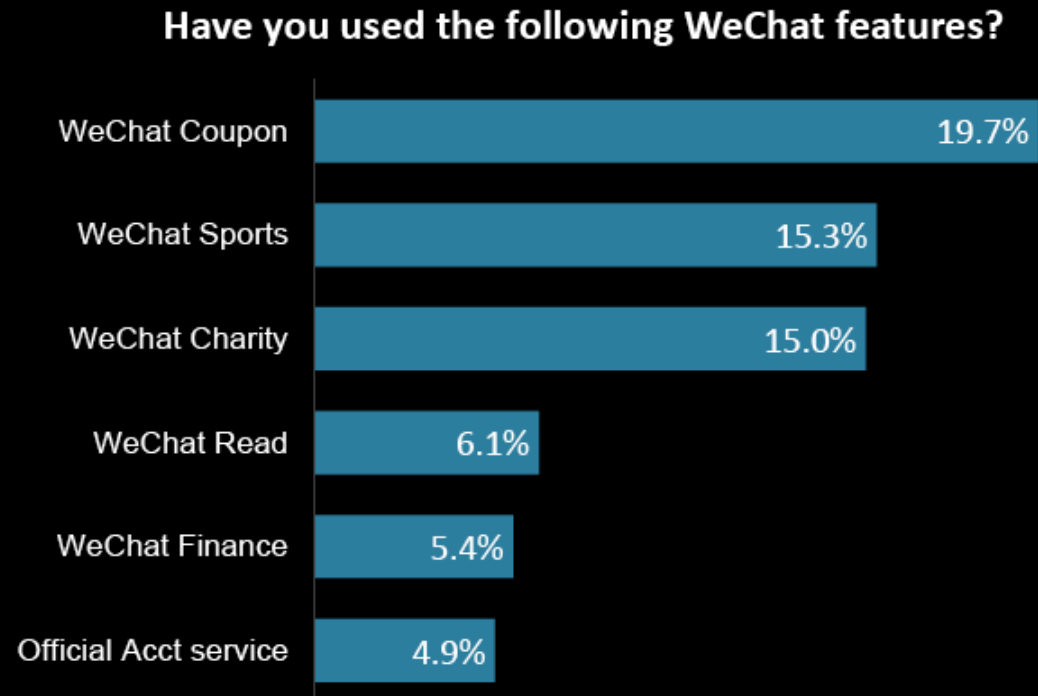 Have you used the following WeChat features?
WeChat Coupon 19.7%
WeChat Sports 15.3%
WeChat Charity 15.0%
WeChat Read 6.1%
WeChat Finance 5.4%
Official Acct service 4.9%